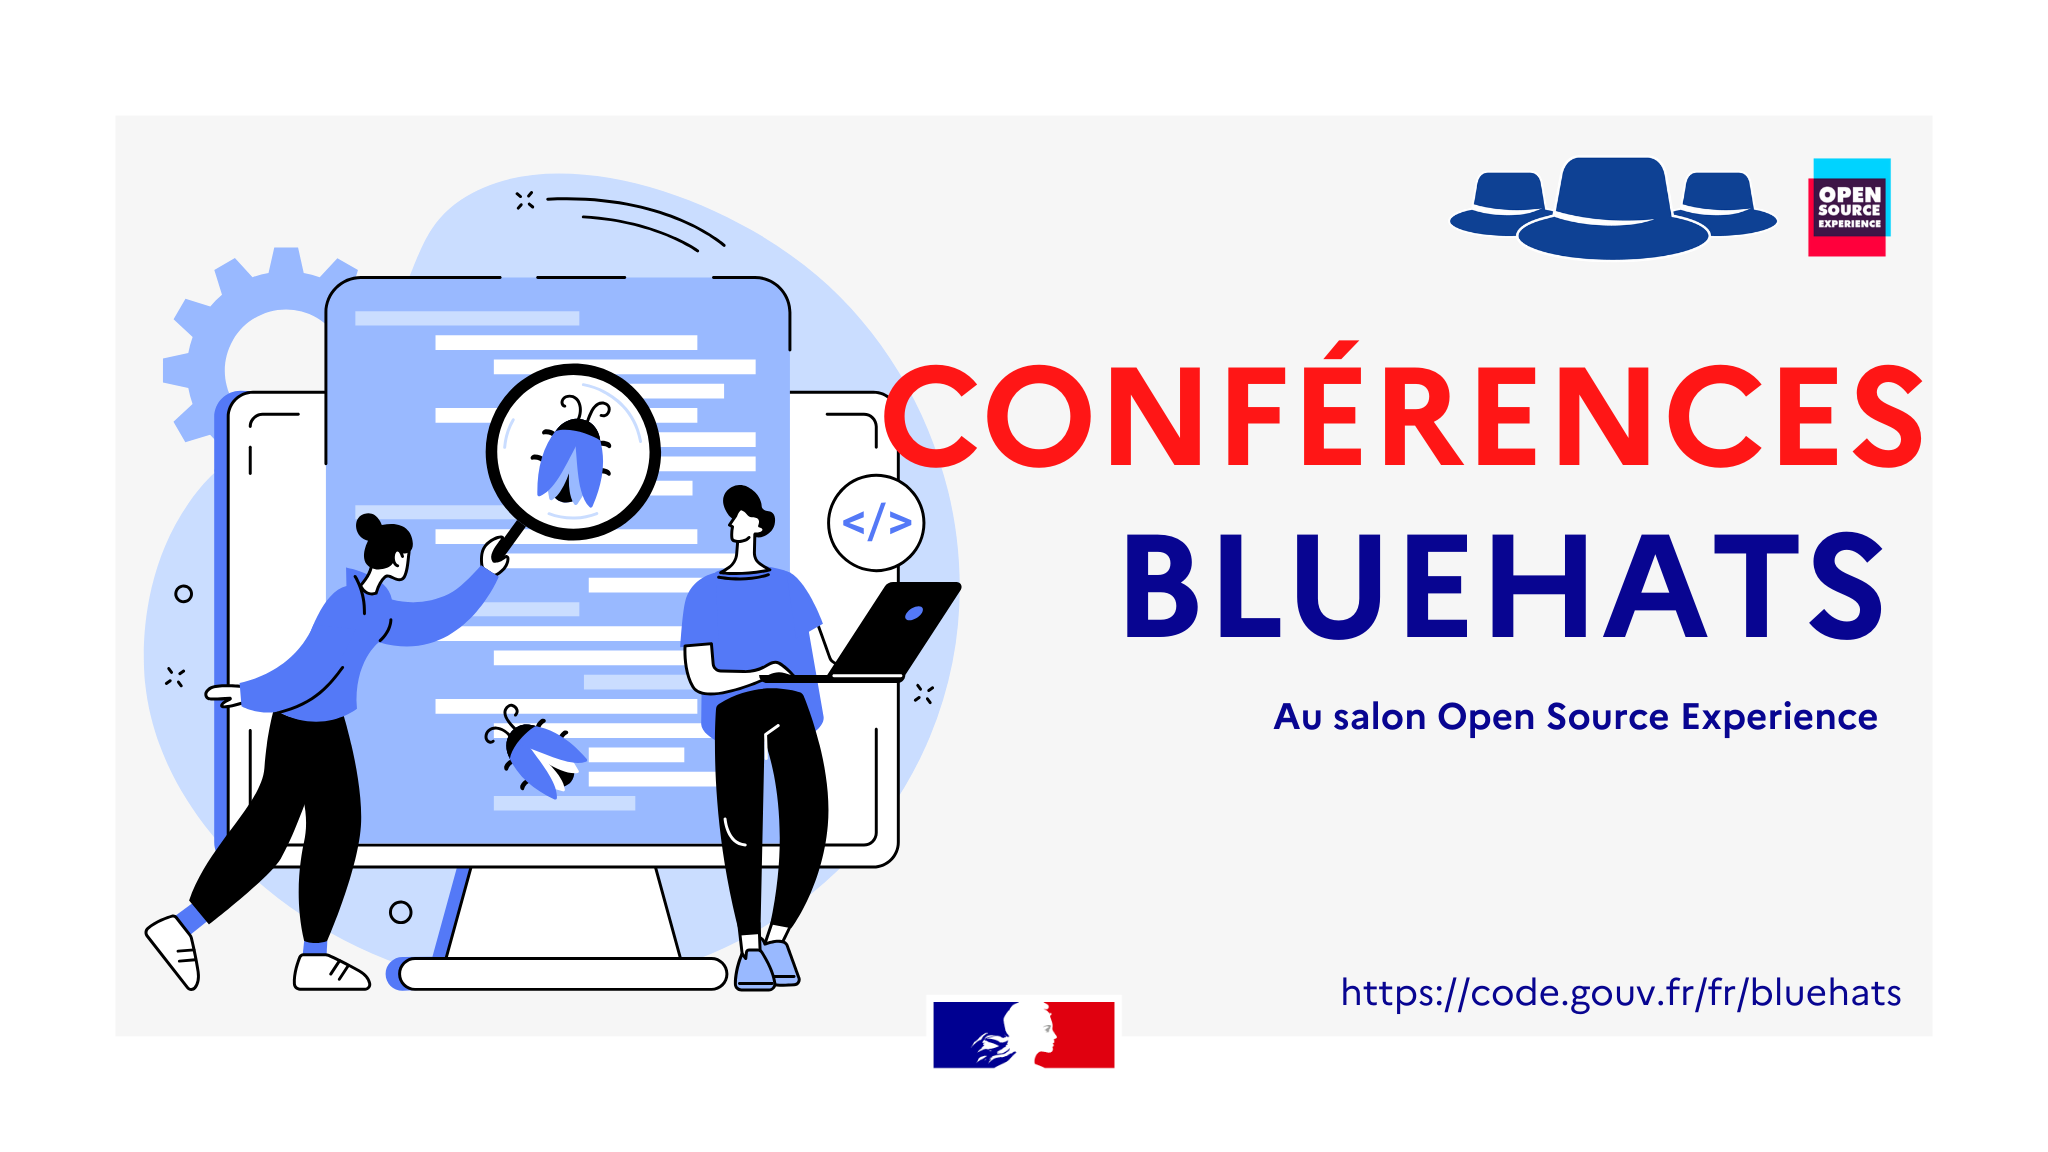 OPEN
SOURCE
EXPERIENCE
CONFÉRENCES
BLUEHATS
</>
Au salon Open Source Experience
https://code.gouv.fr/fr/bluehats